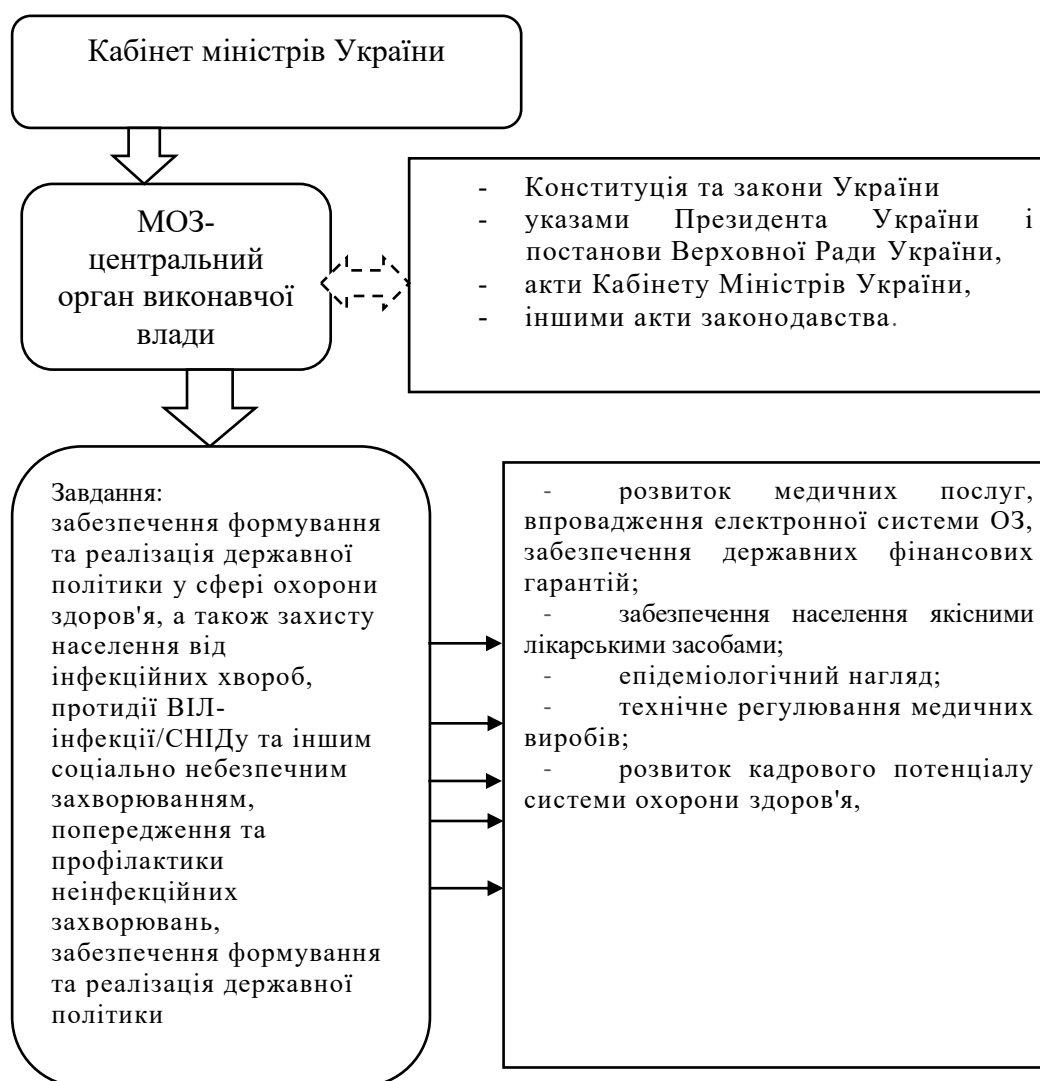 Кабінет міністрів України
МОЗ-
центральний
орган виконавчої
влади
- Конституція та закони України
- указами Президента України і
постанови Верховної Ради України,
- акти Кабінету Міністрів України,
- іншими акти законодавства.
Завдання:
забезпечення формування
та реалізація державної
політики у сфері охорони
здоров'я, а також захисту
населення від
інфекційних хвороб,
протидії ВІЛ-
інфекції/СНІДу та іншим
соціально небезпечним
захворюванням,
попередження та
профілактики
неінфекційних
захворювань,
забезпечення формування
та реалізація державної
політики
- розвиток медичних послуг,
впровадження електронної системи ОЗ,
забезпечення державних фінансових
гарантій;
- забезпечення населення якісними
лікарськими засобами;
- епідеміологічний нагляд;
- технічне регулювання медичних
виробів;
- розвиток кадрового потенціалу
системи охорони здоров'я,